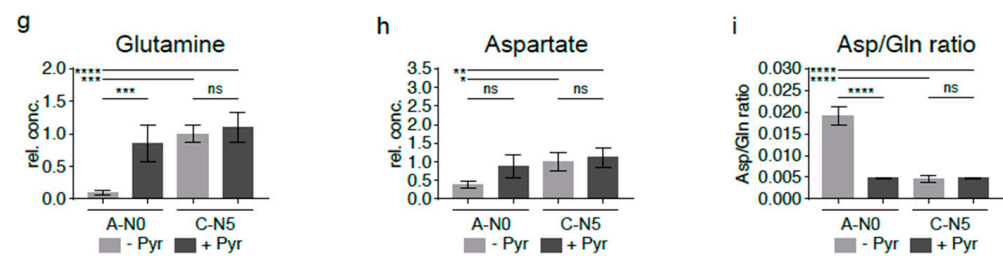 g
Glutamine
rel. conc.
2.0
1.5
1.0
0.5
0.0
****
***
***
ns
A-N0
C-N5
- Pyr
+ Pyr
h
Aspartate
rel. conc.
3.5
3.0
2.5
2.0
1.5
1.0
0.5
0.0
**
*
ns
ns
A-N0
C-N5
- Pyr
+ Pyr
i
Asp/Gln ratio
Asp/Gln ratio
0.030
0.025
0.020
0.015
0.010
0.005
0.000
****
****
****
ns
A-N0
C-N5
- Pyr
+ Pyr